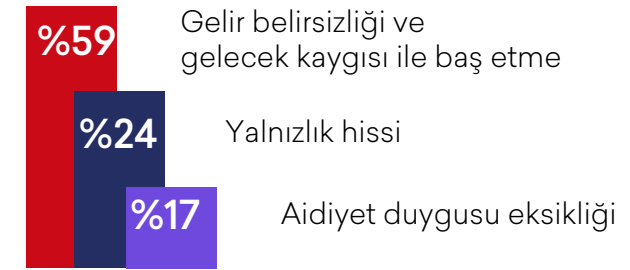 %59
Gelir belirsizliği ve
gelecek kaygısı ile baş etme
%24
Yalnızlık hissi
%17
Aidiyet duygusu eksikliği